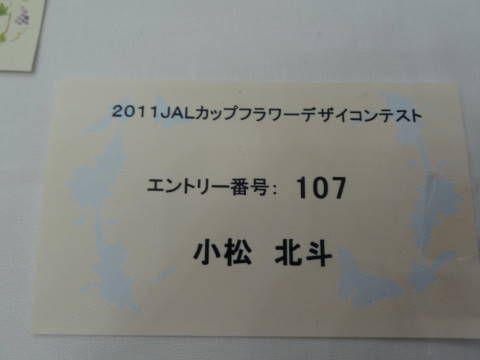 2011JALカップフラワーデザイコンテスト
エントリー番号： 107
小松　北斗